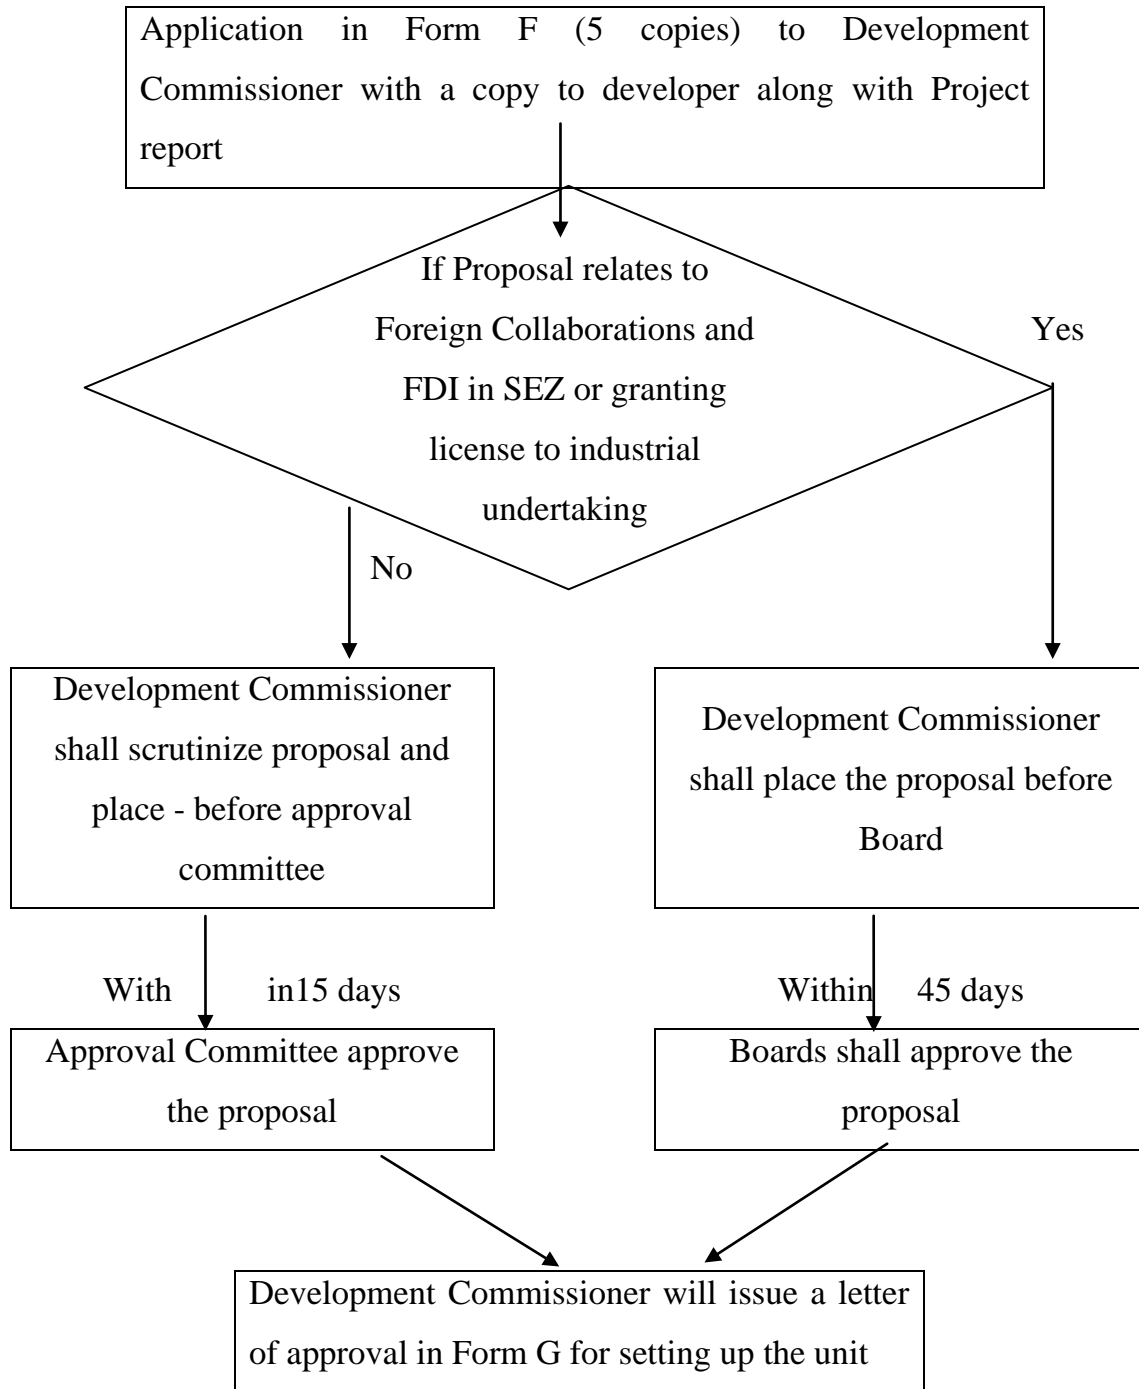 Application in Form F (5 copies) to Development
Commissioner with a copy to developer along with Project
report
If Proposal relates to
Foreign Collaborations and
FDI in SEZ or granting
license to industrial
undertaking
Yes
No
Development Commissioner
shall scrutinize proposal and
place - before approval
committee
Development Commissioner
shall place the proposal before
Board
With in15 days
Within 45 days
Approval Committee approve
the proposal
Boards shall approve the
proposal
Development Commissioner will issue a letter
of approval in Form G for setting up the unit